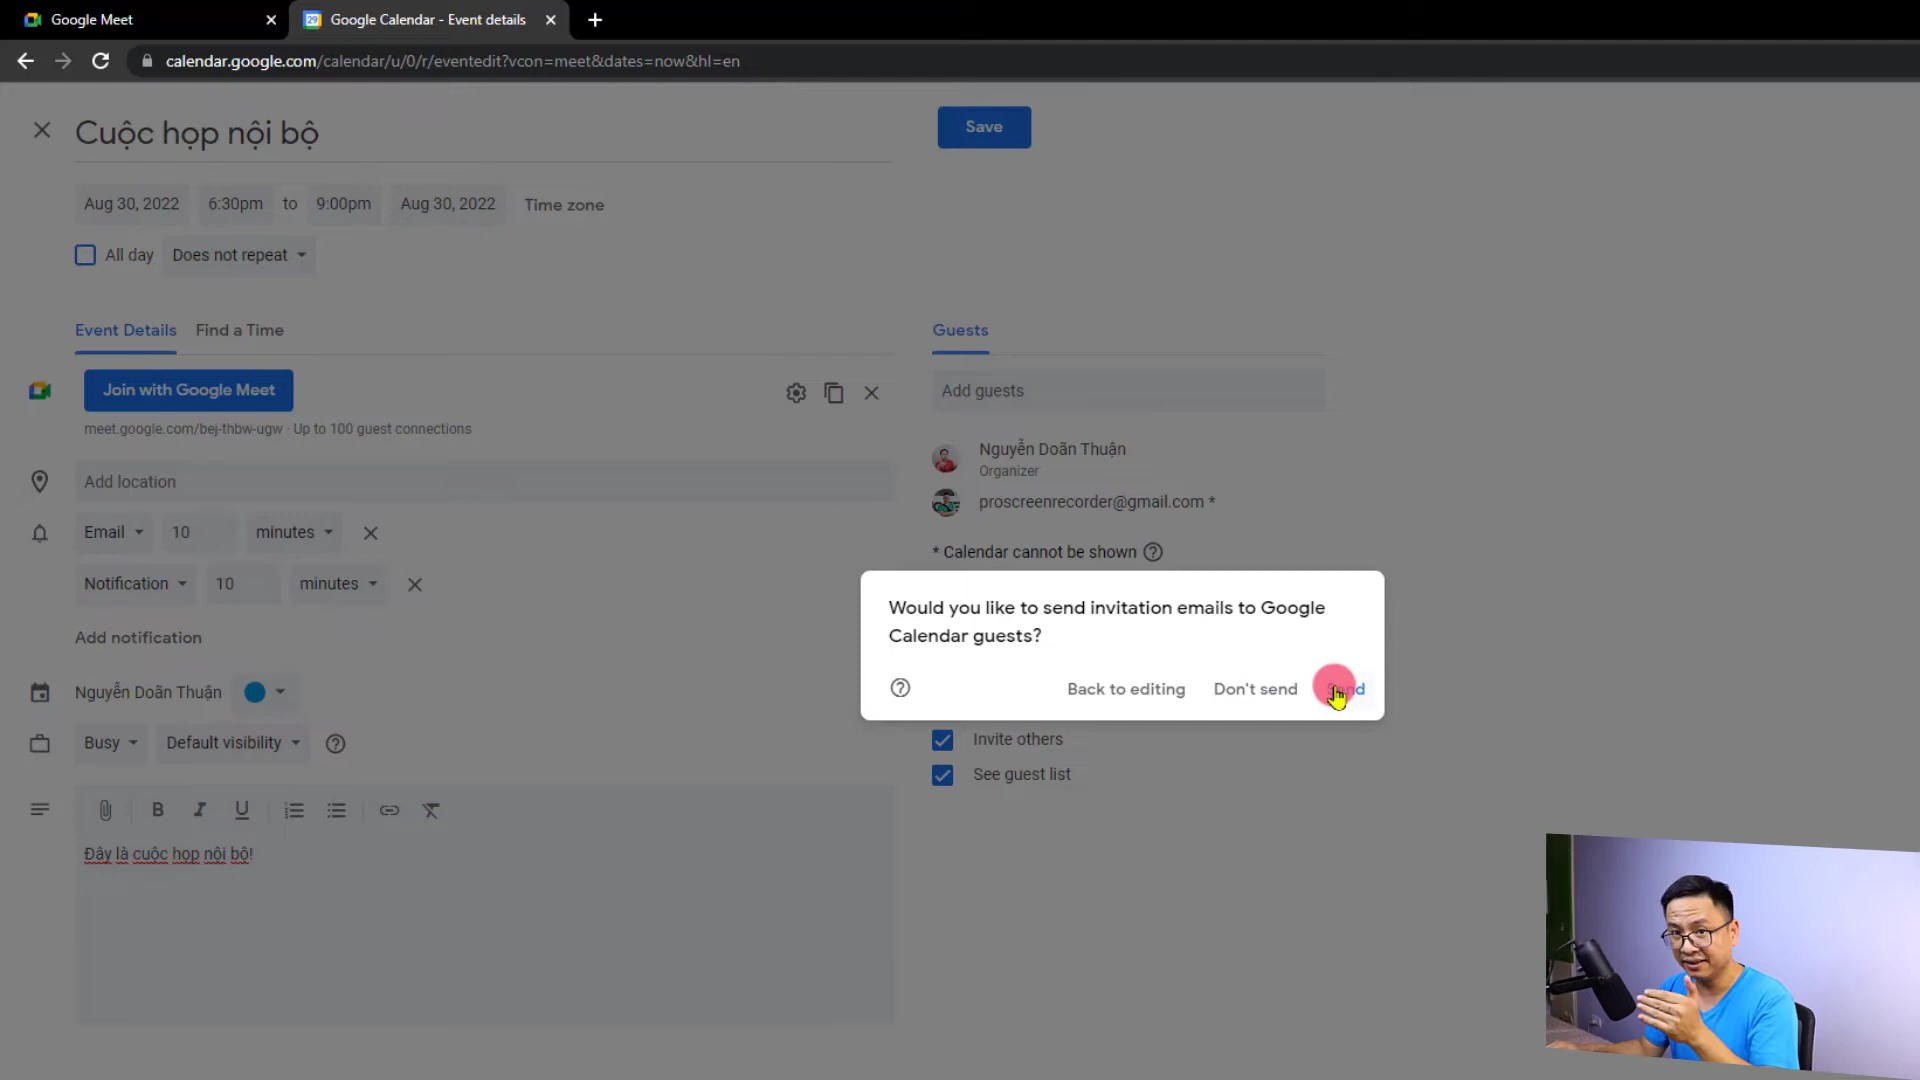 Google Meet
Google Calendar - Event details
calendar.google.com/calendar/u/0/r/eventedit?vcon=meet&dates=now&hl=en
Cuộc họp nội bộ
Save
Aug 30, 2022 6:30pm to 9:00pm Aug 30, 2022 Time zone
All day Does not repeat
Event Details Find a Time
Guests
Join with Google Meet
meet.google.com/bej-thbw-ugw · Up to 100 guest connections
Add guests
Nguyễn Doãn Thuận
Organizer
proscreenrecorder@gmail.com *
* Calendar cannot be shown
Add location
Email 10 minutes
Notification 10 minutes
Add notification
Would you like to send invitation emails to Google
Calendar guests?
Back to editing Don't send
Nguyễn Doãn Thuận
Busy Default visibility
Invite others
See guest list
B I U
Đây là cuộc họp nội bộ!